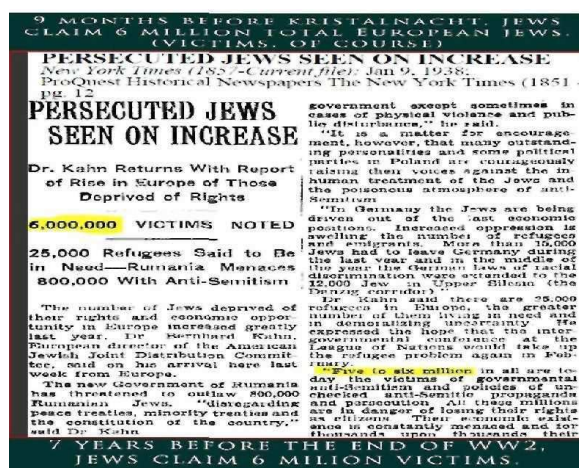 9 MONTHS BEFORE KRISTALNACHT, JEWS
CLAIM 6 MILLION TOTAL EUROPEAN JEWS.
(VICTIMS, OF COURSE)
PERSECUTED JEWS SEEN ON INCREASE
New York Times (1857-Current file); Jan 9, 1938;
ProQuest Historical Newspapers The New York Times (1851 -
pg. 12
PERSECUTED JEWS
SEEN ON INCREASE
Dr. Kahn Returns With Report
of Rise in Europe of Those
Deprived of Rights
6,000,000 VICTIMS NOTED
25,000 Refugees Said to Be
in Need—Rumania Menaces
800,000 With Anti-Semitism
The number of Jews deprived of
their rights and economic oppor-
tunity in Europe increased greatly
last year, Dr Bernhard Kahn,
European director of the American
Jewish Joint Distribution Commit-
tee, said on his arrival here last
week from Europe.
The new Government of Rumania
has threatened to outlaw 800,000
Rumanian Jews, "disregarding
peace treaties, minority treaties and
the constitution of the country,"
said Dr Kahn
government except sometimes in
cases of physical violence and pub-
lic disturbance," he said.
"It is a matter for encourage-
ment, however, that many outstand-
ing personalities and some political
parties in Poland are courageously
raising their voices against the in-
human treatment of the Jews and
the poisonous atmosphere of anti-
Semitism
"In Germany the Jews are being
driven out of the last economic
positions. Increased oppression is
swelling the number of refugees
and emigrants. More than 15,000
Jews had to leave Germany during
the last year and in the middle of
the year the German laws of racial
discrimination were extended to the
12,000 Jew in Upper Silesia (the
Danzig corridor) "
Dr Kahn said there are 25,000
refugees in Europe, the greater
number of them living in need and
in demoralizing uncertainty He
expressed the hope that the inter-
governmental conference at the
League of Nations would take up
the refugee problem again in Feb-
ruary.
"Five to six million in all are to-
day the victims of governmental
anti-Semitism and policies of un-
checked anti-Semitic propaganda
and persecution All these millions
are in danger of losing their rights
as citizens Their economic exist-
ence is constantly menaced and for
thousands upon thousands their
7 YEARS BEFORE THE END OF WW2,
JEWS CLAIM 6 MILION VICTIMS,